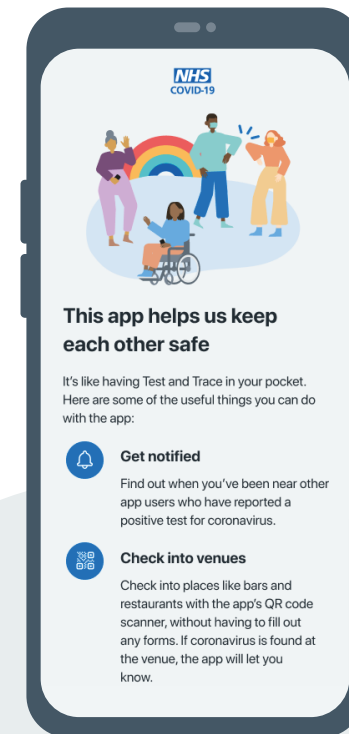 NHS
COVID-19
This app helps us keep
each other safe
It's like having Test and Trace in your pocket.
Here are some of the useful things you can do
with the app:
Get notified
Find out when you've been near other
app users who have reported a
positive test for coronavirus.
Check into venues
Check into places like bars and
restaurants with the app's QR code
scanner, without having to fill out
any forms. If coronavirus is found at
the venue, the app will let you
know.